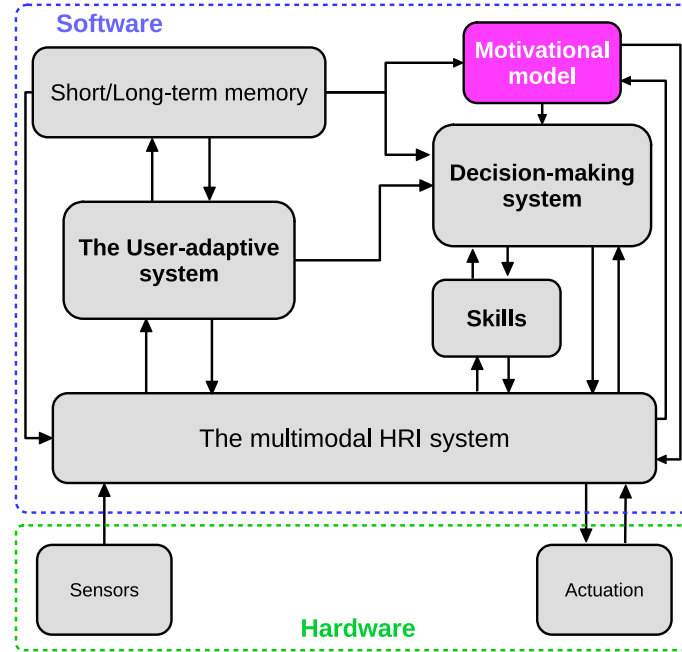 Software
Motivational
model
Short/Long-term memory
Decision-making
system
The User-adaptive
system
Skills
The multimodal HRI system
Sensors
Actuation
Hardware